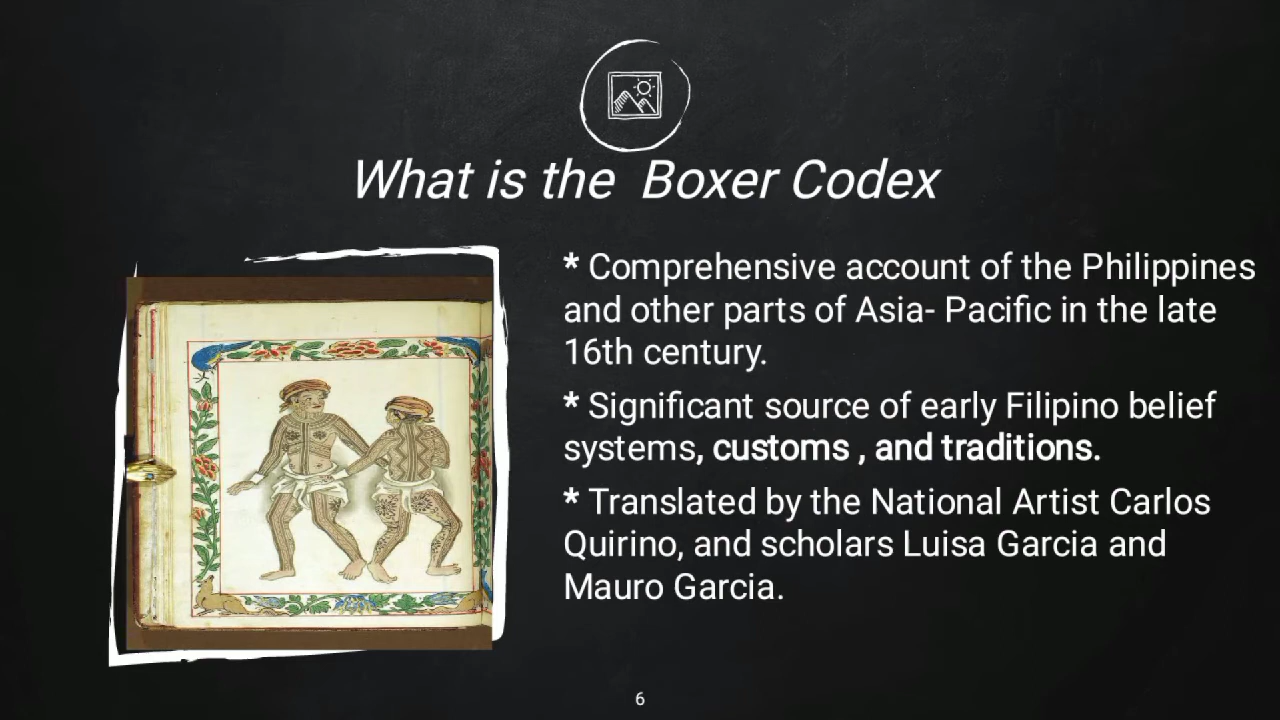 What is the Boxer Codex
* Comprehensive account of the Philippines
and other parts of Asia- Pacific in the late
16th century.
* Significant source of early Filipino belief
systems, customs , and traditions.
* Translated by the National Artist Carlos
Quirino, and scholars Luisa Garcia and
Mauro Garcia.
6